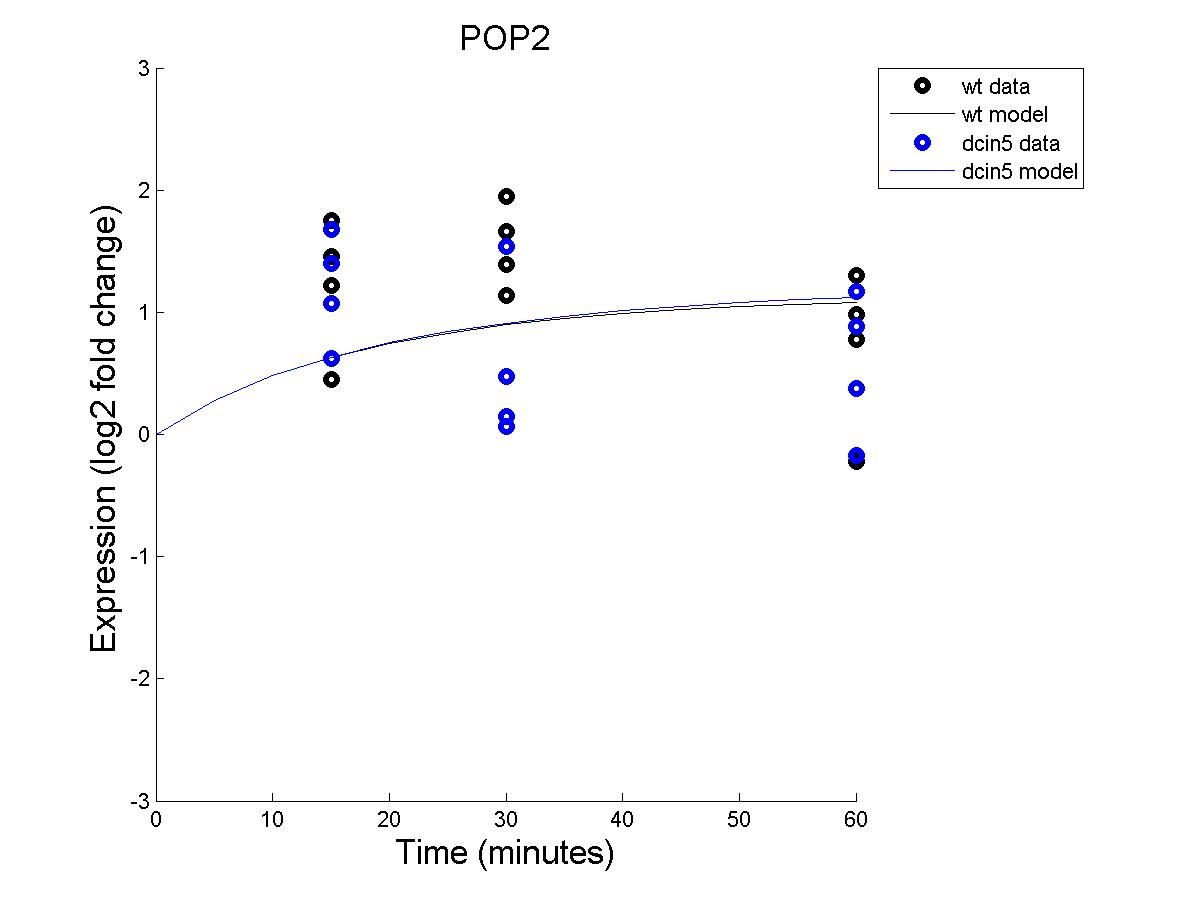 POP2
wt data
wt model
dcin5 data
dcin5 model
Expression (log2 fold change)
3
2
1
0
-1
-2
-3
0 10 20 30 40 50 60
Time (minutes)